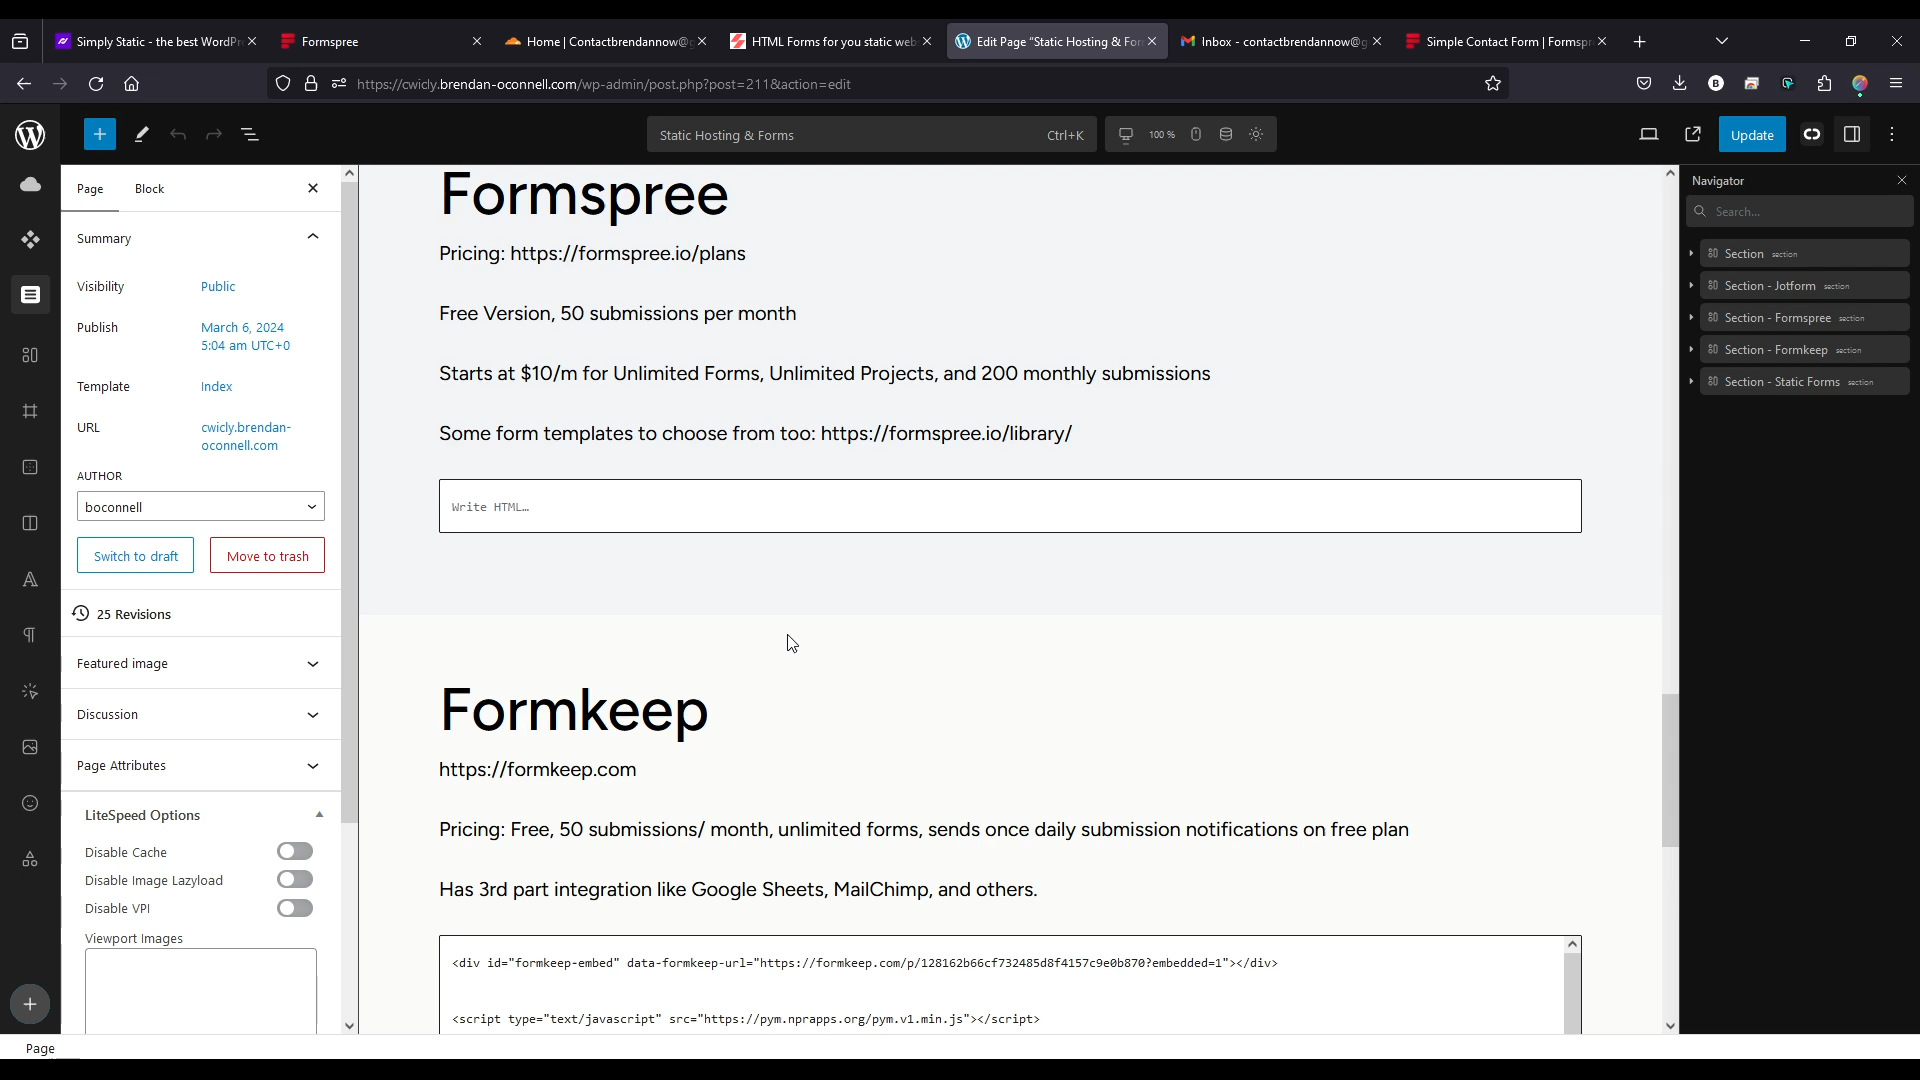 Simply Static - the best WordPr
Formspree
Home | Contactbrendannow@g
HTML Forms for you static web
Edit Page "Static Hosting & For
Inbox - contactbrendannow@g
Simple Contact Form | Formspr
https://cwicly.brendan-oconnell.com/wp-admin/post.php?post=211&action=edit
Static Hosting & Forms
Ctrl+K
100 %
Update
Page
Block
Summary
Visibility
Public
Publish
March 6, 2024
5:04 am UTC+0
Template
Index
URL
cwicly.brendan-
oconnell.com
AUTHOR
boconnell
Switch to draft
Move to trash
25 Revisions
Featured image
Discussion
Page Attributes
LiteSpeed Options
Disable Cache
Disable Image Lazyload
Disable VPI
Viewport Images
Formspree
Pricing: https://formspree.io/plans
Free Version, 50 submissions per month
Starts at $10/m for Unlimited Forms, Unlimited Projects, and 200 monthly submissions
Some form templates to choose from too: https://formspree.io/library/
Write HTML…
Formkeep
https://formkeep.com
Pricing: Free, 50 submissions/ month, unlimited forms, sends once daily submission notifications on free plan
Has 3rd part integration like Google Sheets, MailChimp, and others.
<div id="formkeep-embed" data-formkeep-url="https://formkeep.com/p/128162b66cf732485d8f4157c9e0b870?embedded=1"></div>
<script type="text/javascript" src="https://pym.nprapps.org/pym.v1.min.js"></script>
Navigator
Search...
Section section
Section - Jotform section
Section - Formspree section
Section - Formkeep section
Section - Static Forms section
Page